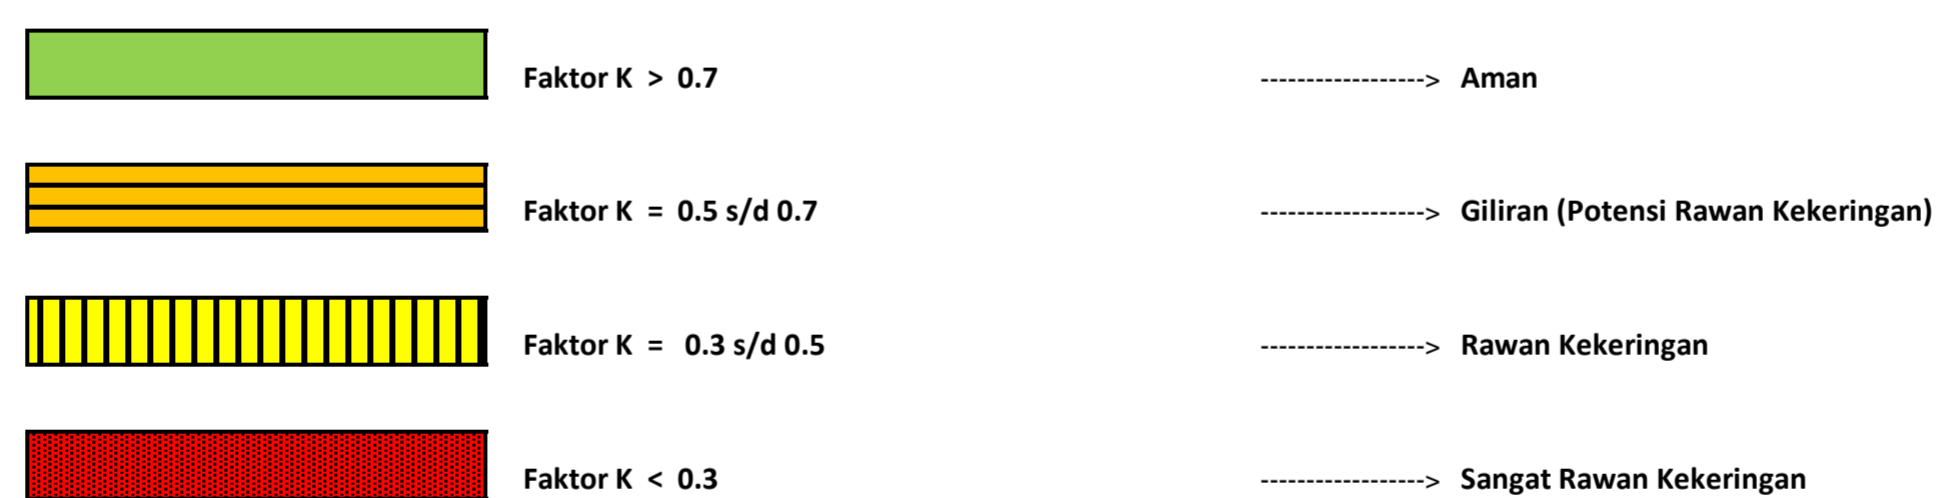 Faktor K > 0.7 ------------------> Aman
Faktor K = 0.5 s/d 0.7 ------------------> Giliran (Potensi Rawan Kekeringan)
Faktor K = 0.3 s/d 0.5 ------------------> Rawan Kekeringan
Faktor K < 0.3 ------------------> Sangat Rawan Kekeringan